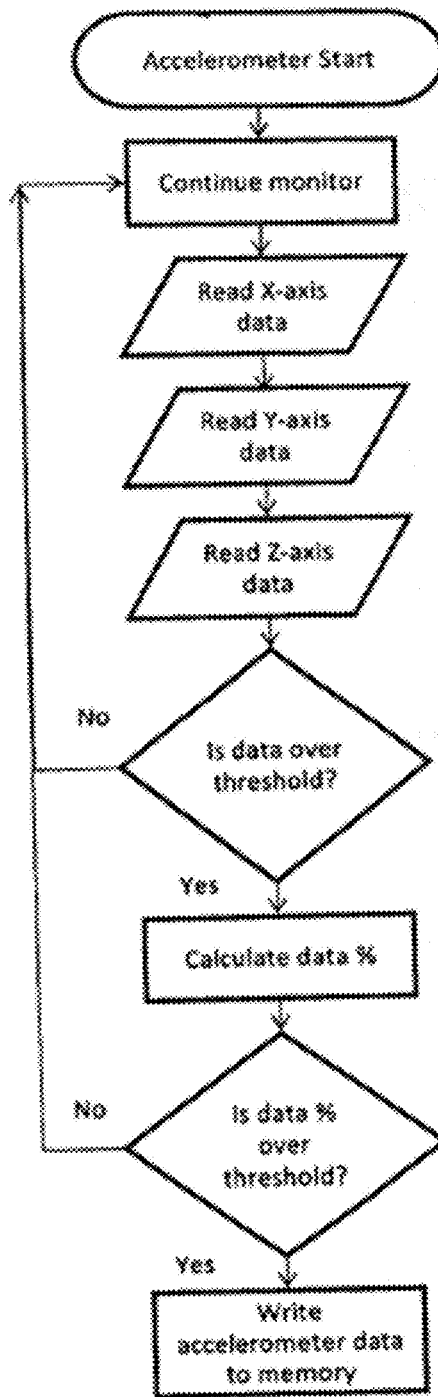 Accelerometer Start
Continue monitor
Read X-axis
data
Read Y-axis
data
Read Z-axis
data
No
Is data over
threshold?
Yes
Calculate data %
No
Is data %
over
threshold?
Yes
Write
accelerometer data
to memory